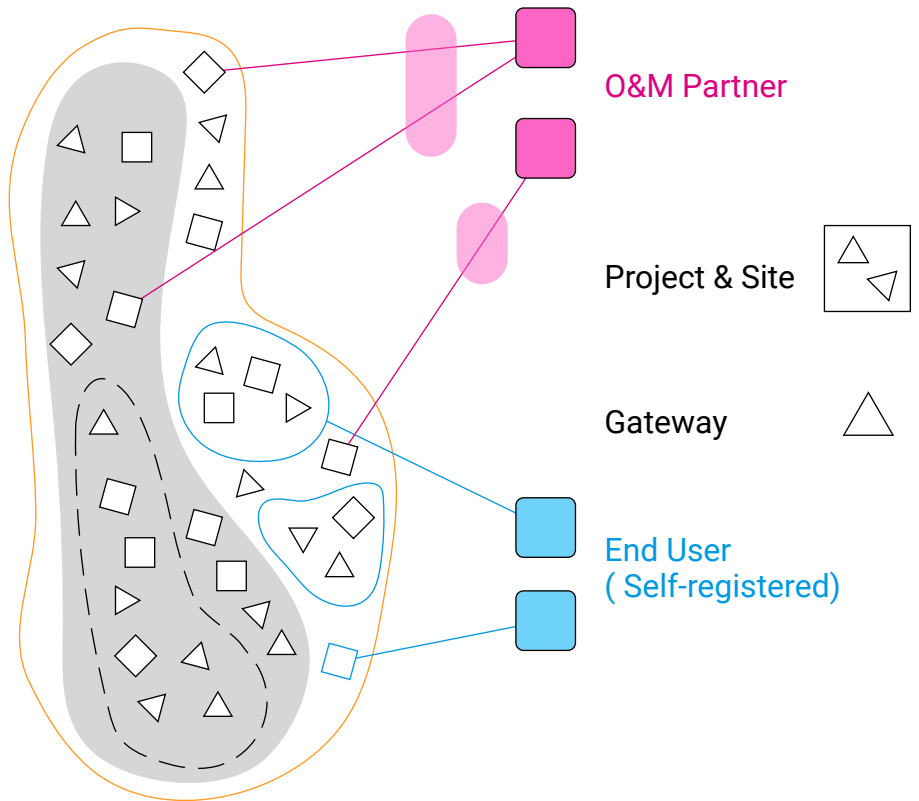 O&M Partner
Project & Site
Gateway
End User
( Self-registered)